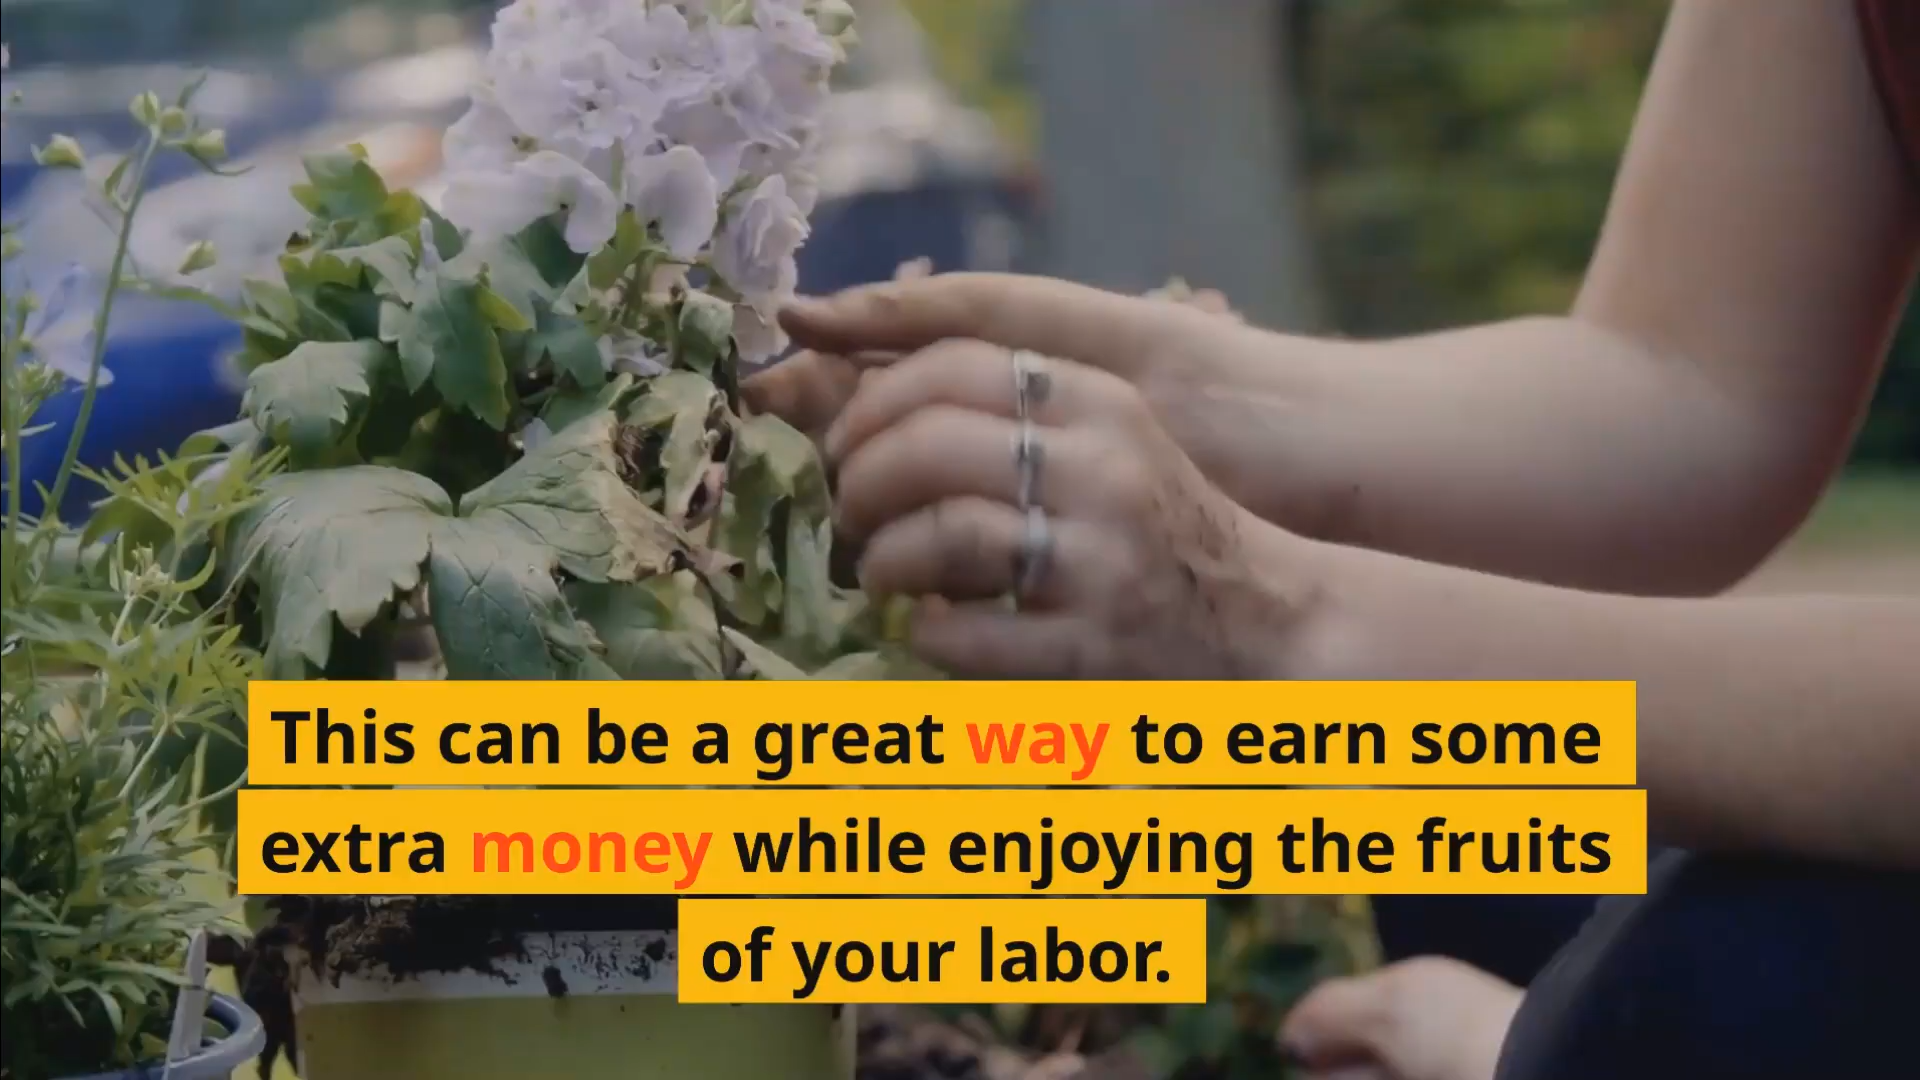 This can be a great way to earn some
extra money while enjoying the fruits
of your labor.